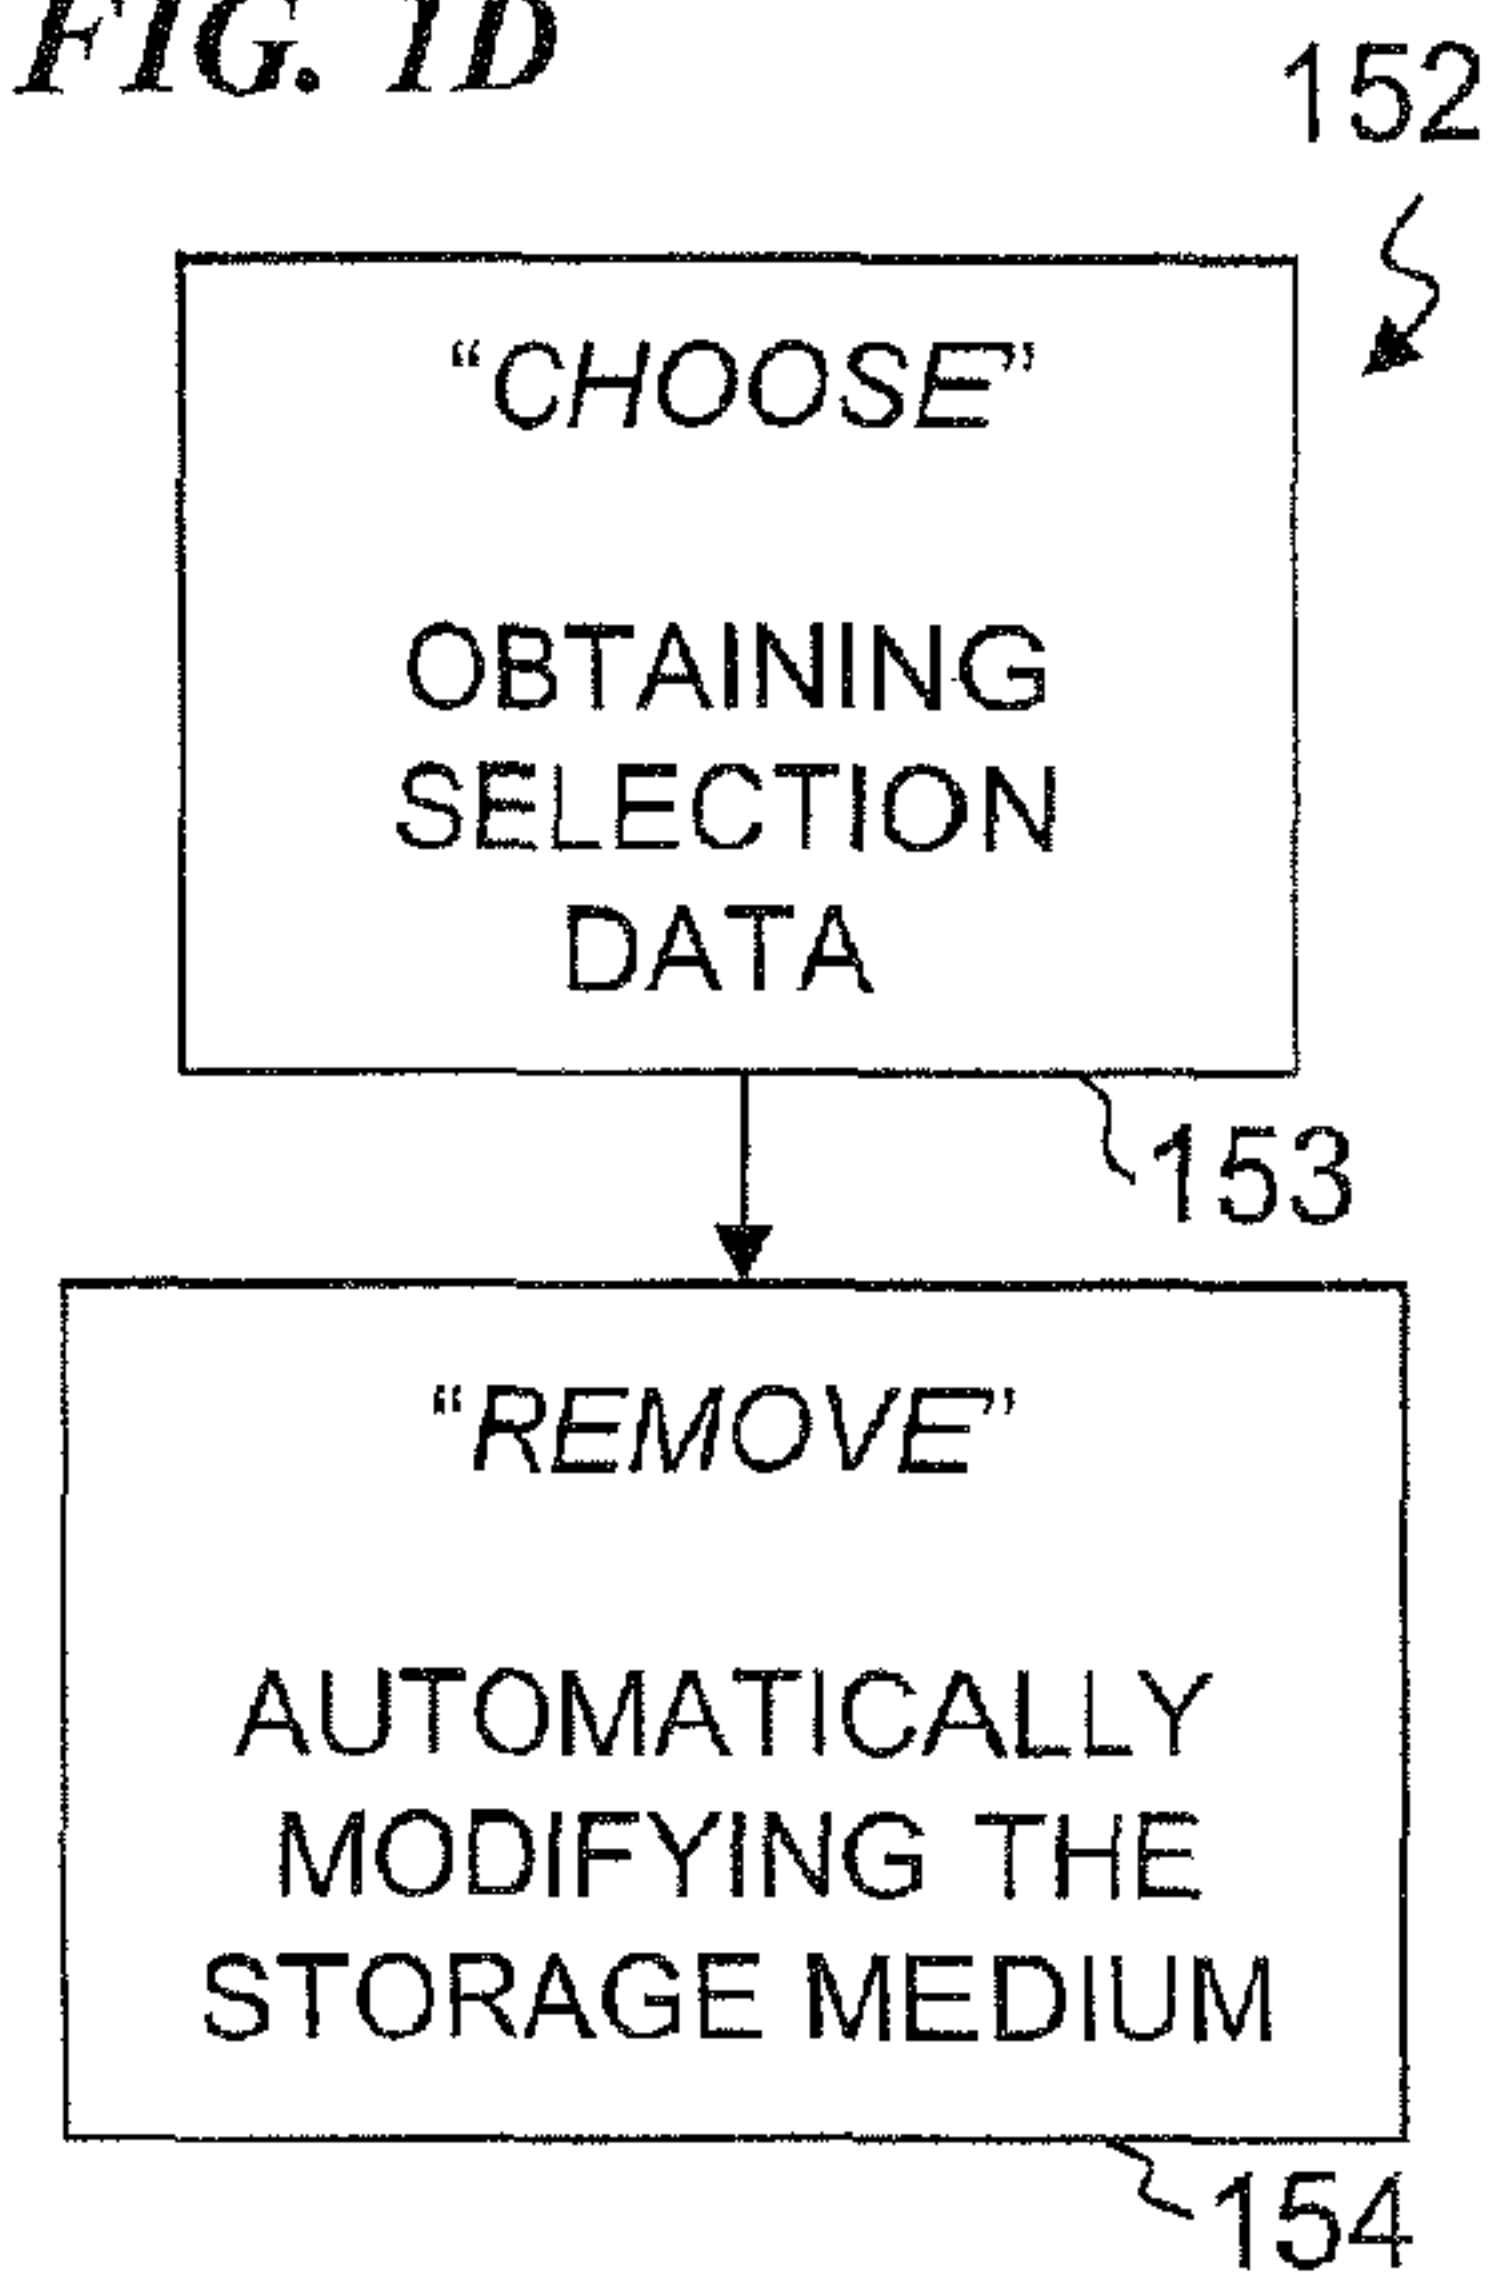 FIG. 1D
152
“CHOOSE”
OBTAINING
SELECTION
DATA
153
“REMOVE”
AUTOMATICALLY
MODIFYING THE
STORAGE MEDIUM
154